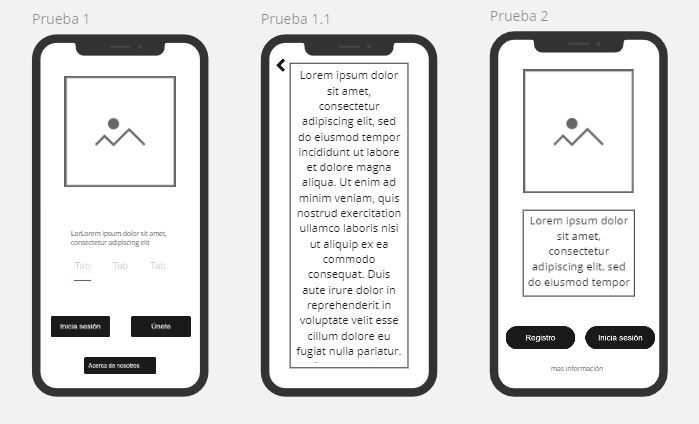 Prueba 1
LorLorem ipsum dolor sit amet,
consectetur adipiscing elit
Tab Tab Tab
Inicia sesión Únete
Acerca de nosotros
Prueba 1.1
Lorem ipsum dolor
sit amet,
consectetur
adipiscing elit, sed
do eiusmod tempor
incididunt ut labore
et dolore magna
aliqua. Ut enim ad
minim veniam, quis
nostrud exercitation
ullamco laboris nisi
ut aliquip ex ea
commodo
consequat. Duis
aute irure dolor in
reprehenderit in
voluptate velit esse
cillum dolore eu
fugiat nulla pariatur.
Prueba 2
Lorem ipsum dolor
sit amet,
consectetur
adipiscing elit, sed
do eiusmod tempor
Registro Inicia sesión
mas información